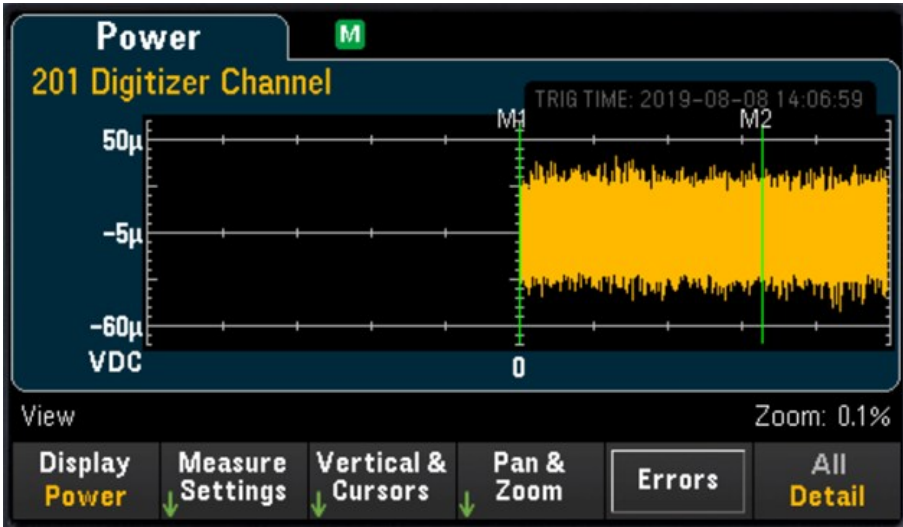 Power M
201 Digitizer Channel
TRIG TIME: 2019-08-08 14:06:59
M1 M2
50µ
-5µ
-60µ
VDC 0
View Zoom: 0.1%
Display Measure Vertical & Pan & Errors All
Power Settings Cursors Zoom Detail